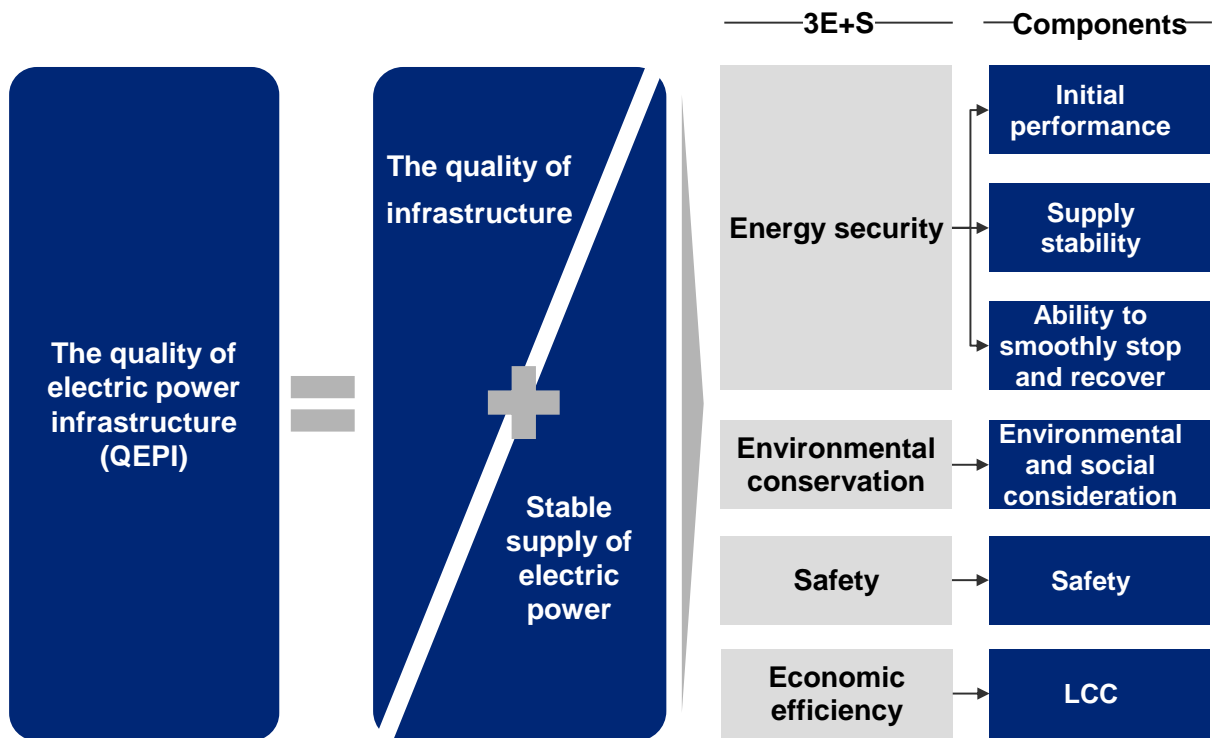 3E+S
Components
The quality of
electric power
infrastructure
(QEPI)
The quality of
infrastructure
Stable
supply of
electric
power
Energy security
Initial
performance
Supply
stability
Ability to
smoothly stop
and recover
Environmental
conservation
Environmental
and social
consideration
Safety
Safety
Economic
efficiency
LCC